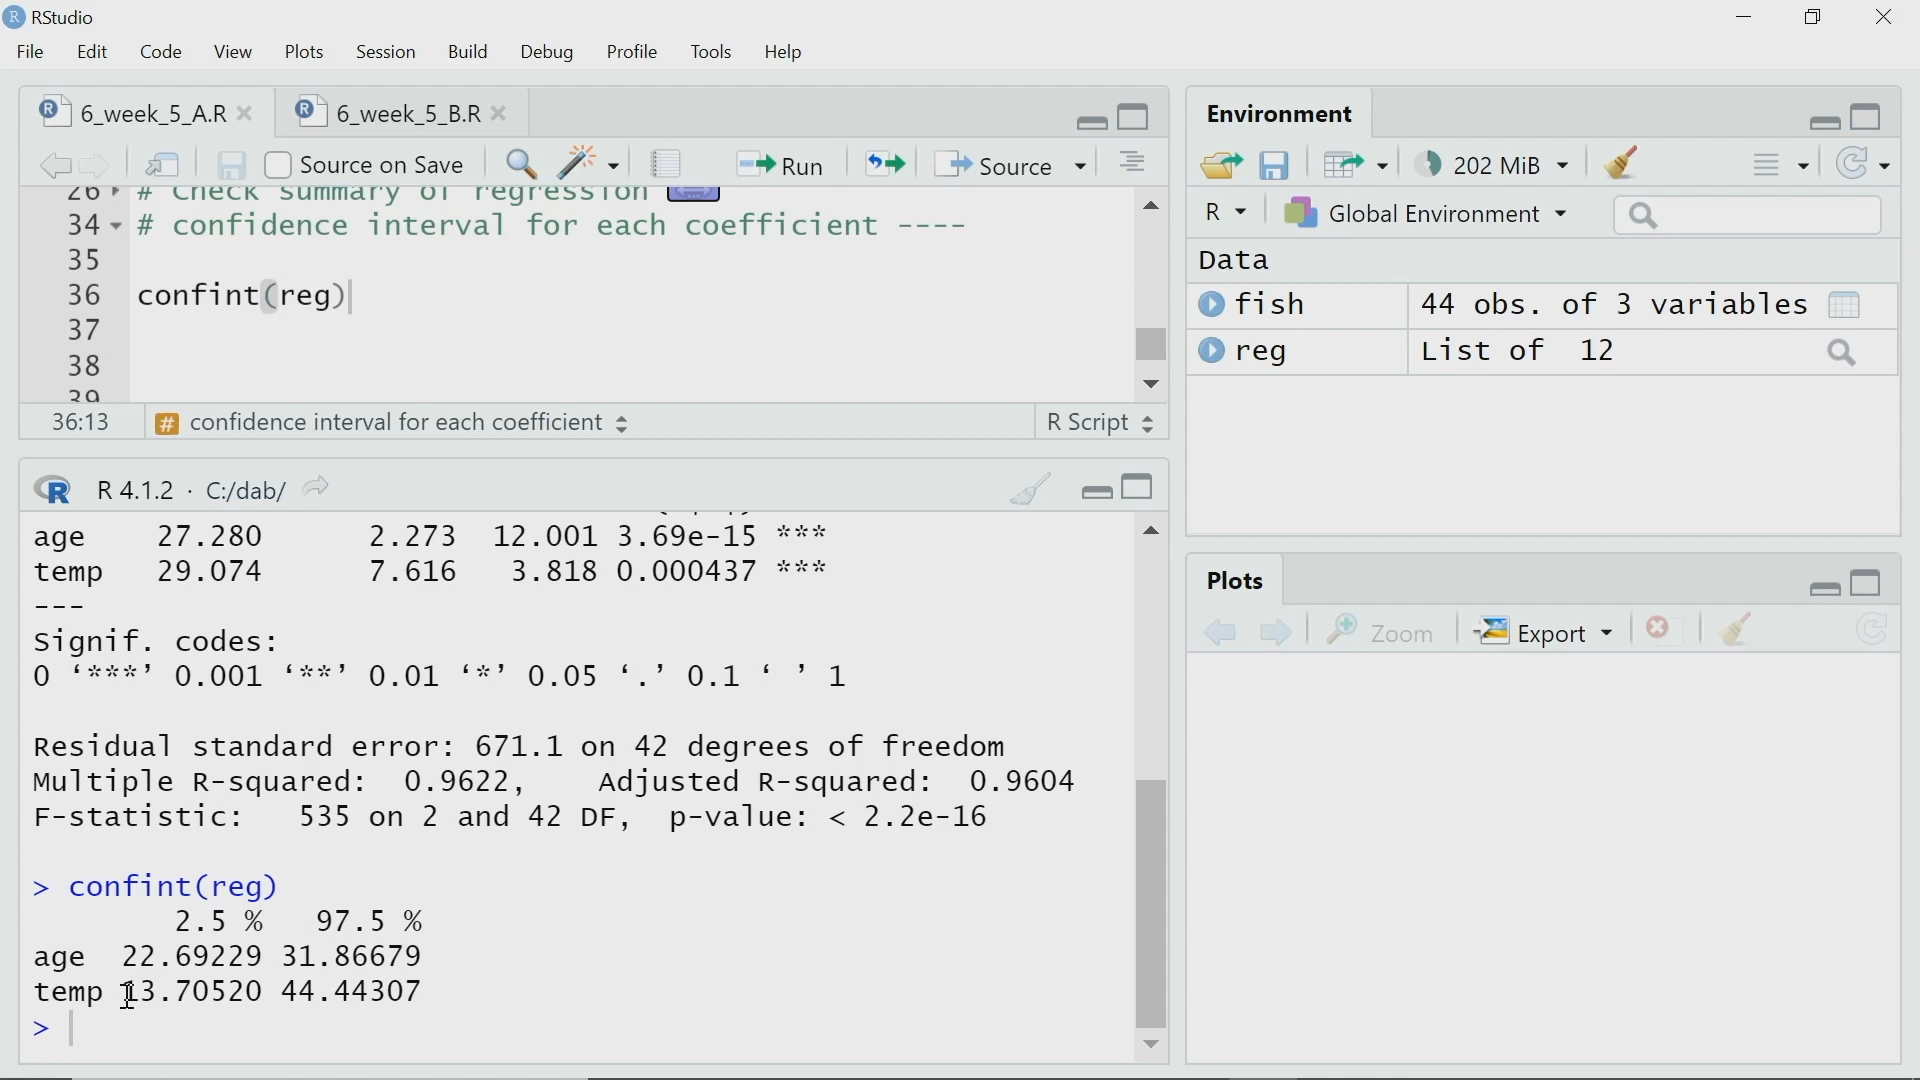 RStudio
File Edit Code View Plots Session Build Debug Profile Tools Help
6_week_5_A.R 6_week_5_B.R
Source on Save Run Source
26 # Check summary of regression
34 # confidence interval for each coefficient ----
35
36 confint(reg)
37
38
39
36:13 # confidence interval for each coefficient R Script
R 4.1.2 · C:/dab/
age 27.280 2.273 12.001 3.69e-15 ***
temp 29.074 7.616 3.818 0.000437 ***
---
Signif. codes:
0 ‘***’ 0.001 ‘**’ 0.01 ‘*’ 0.05 ‘.’ 0.1 ‘ ’ 1
Residual standard error: 671.1 on 42 degrees of freedom
Multiple R-squared: 0.9622, Adjusted R-squared: 0.9604
F-statistic: 535 on 2 and 42 DF, p-value: < 2.2e-16
> confint(reg)
2.5 % 97.5 %
age 22.69229 31.86679
temp 13.70520 44.44307
>
Environment
202 MiB
R Global Environment
Data
fish 44 obs. of 3 variables
reg List of 12
Plots
Zoom Export